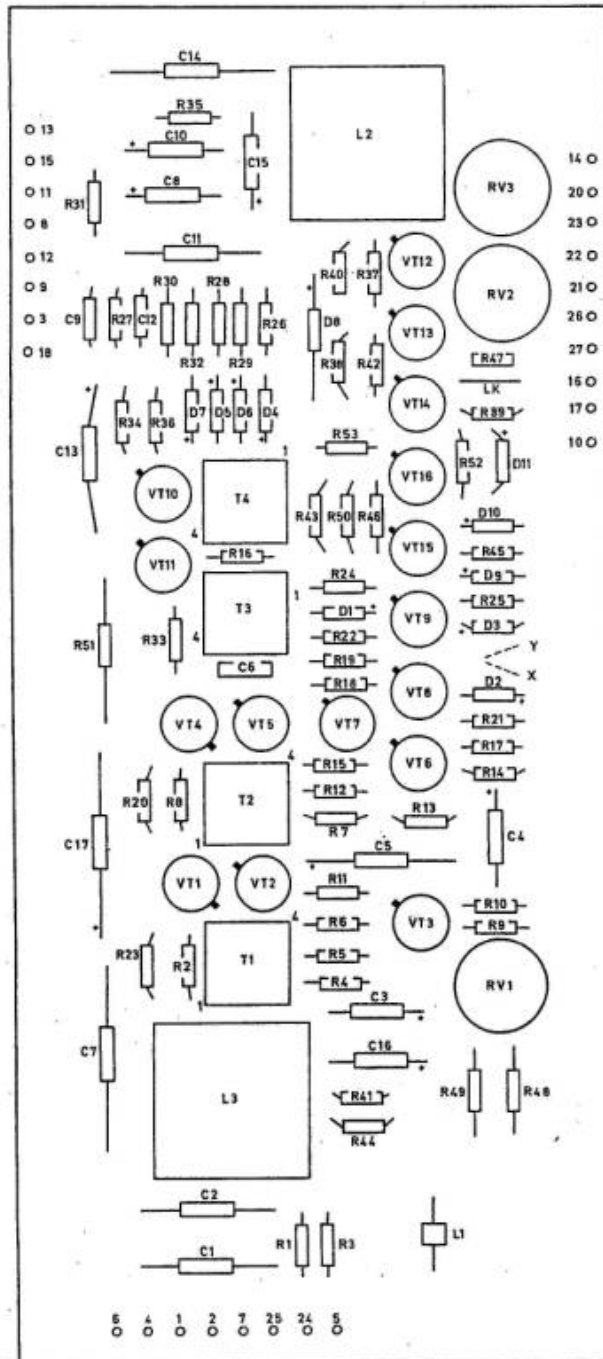 C14
R35
13
C10
L2
15
C15
14
RV3
11
C8
20
R31
8
23
C11
12
R40
R37
VT12
22
9
R30
R28
21
RV2
3
C9
R27
C12
R26
D8
VT13
26
18
R32
R29
R38
R42
R47
27
LK
16
VT14
R89
17
R34
R36
D7
D5
D6
D4
C13
R53
1
R52
D11
10
VT10
T4
VT16
R43
R50
R46
D10
4
R16
VT15
R45
VT11
D9
R24
1
T3
D1
VT9
R25
R51
R33
4
R22
D3
C6
R19
Y
R18
X
D2
VT4
VT5
VT7
VT8
R21
4
R15
VT6
R17
R20
R8
T2
R12
R14
R7
R13
C4
C17
1
C5
VT1
VT2
R11
R10
4
R6
VT3
R9
R23
R2
T1
R5
R4
RV1
1
C3
C7
C16
L3
R41
R49
R48
R44
C2
R1
R3
L1
C1
6
4
1
2
7
25
24
5